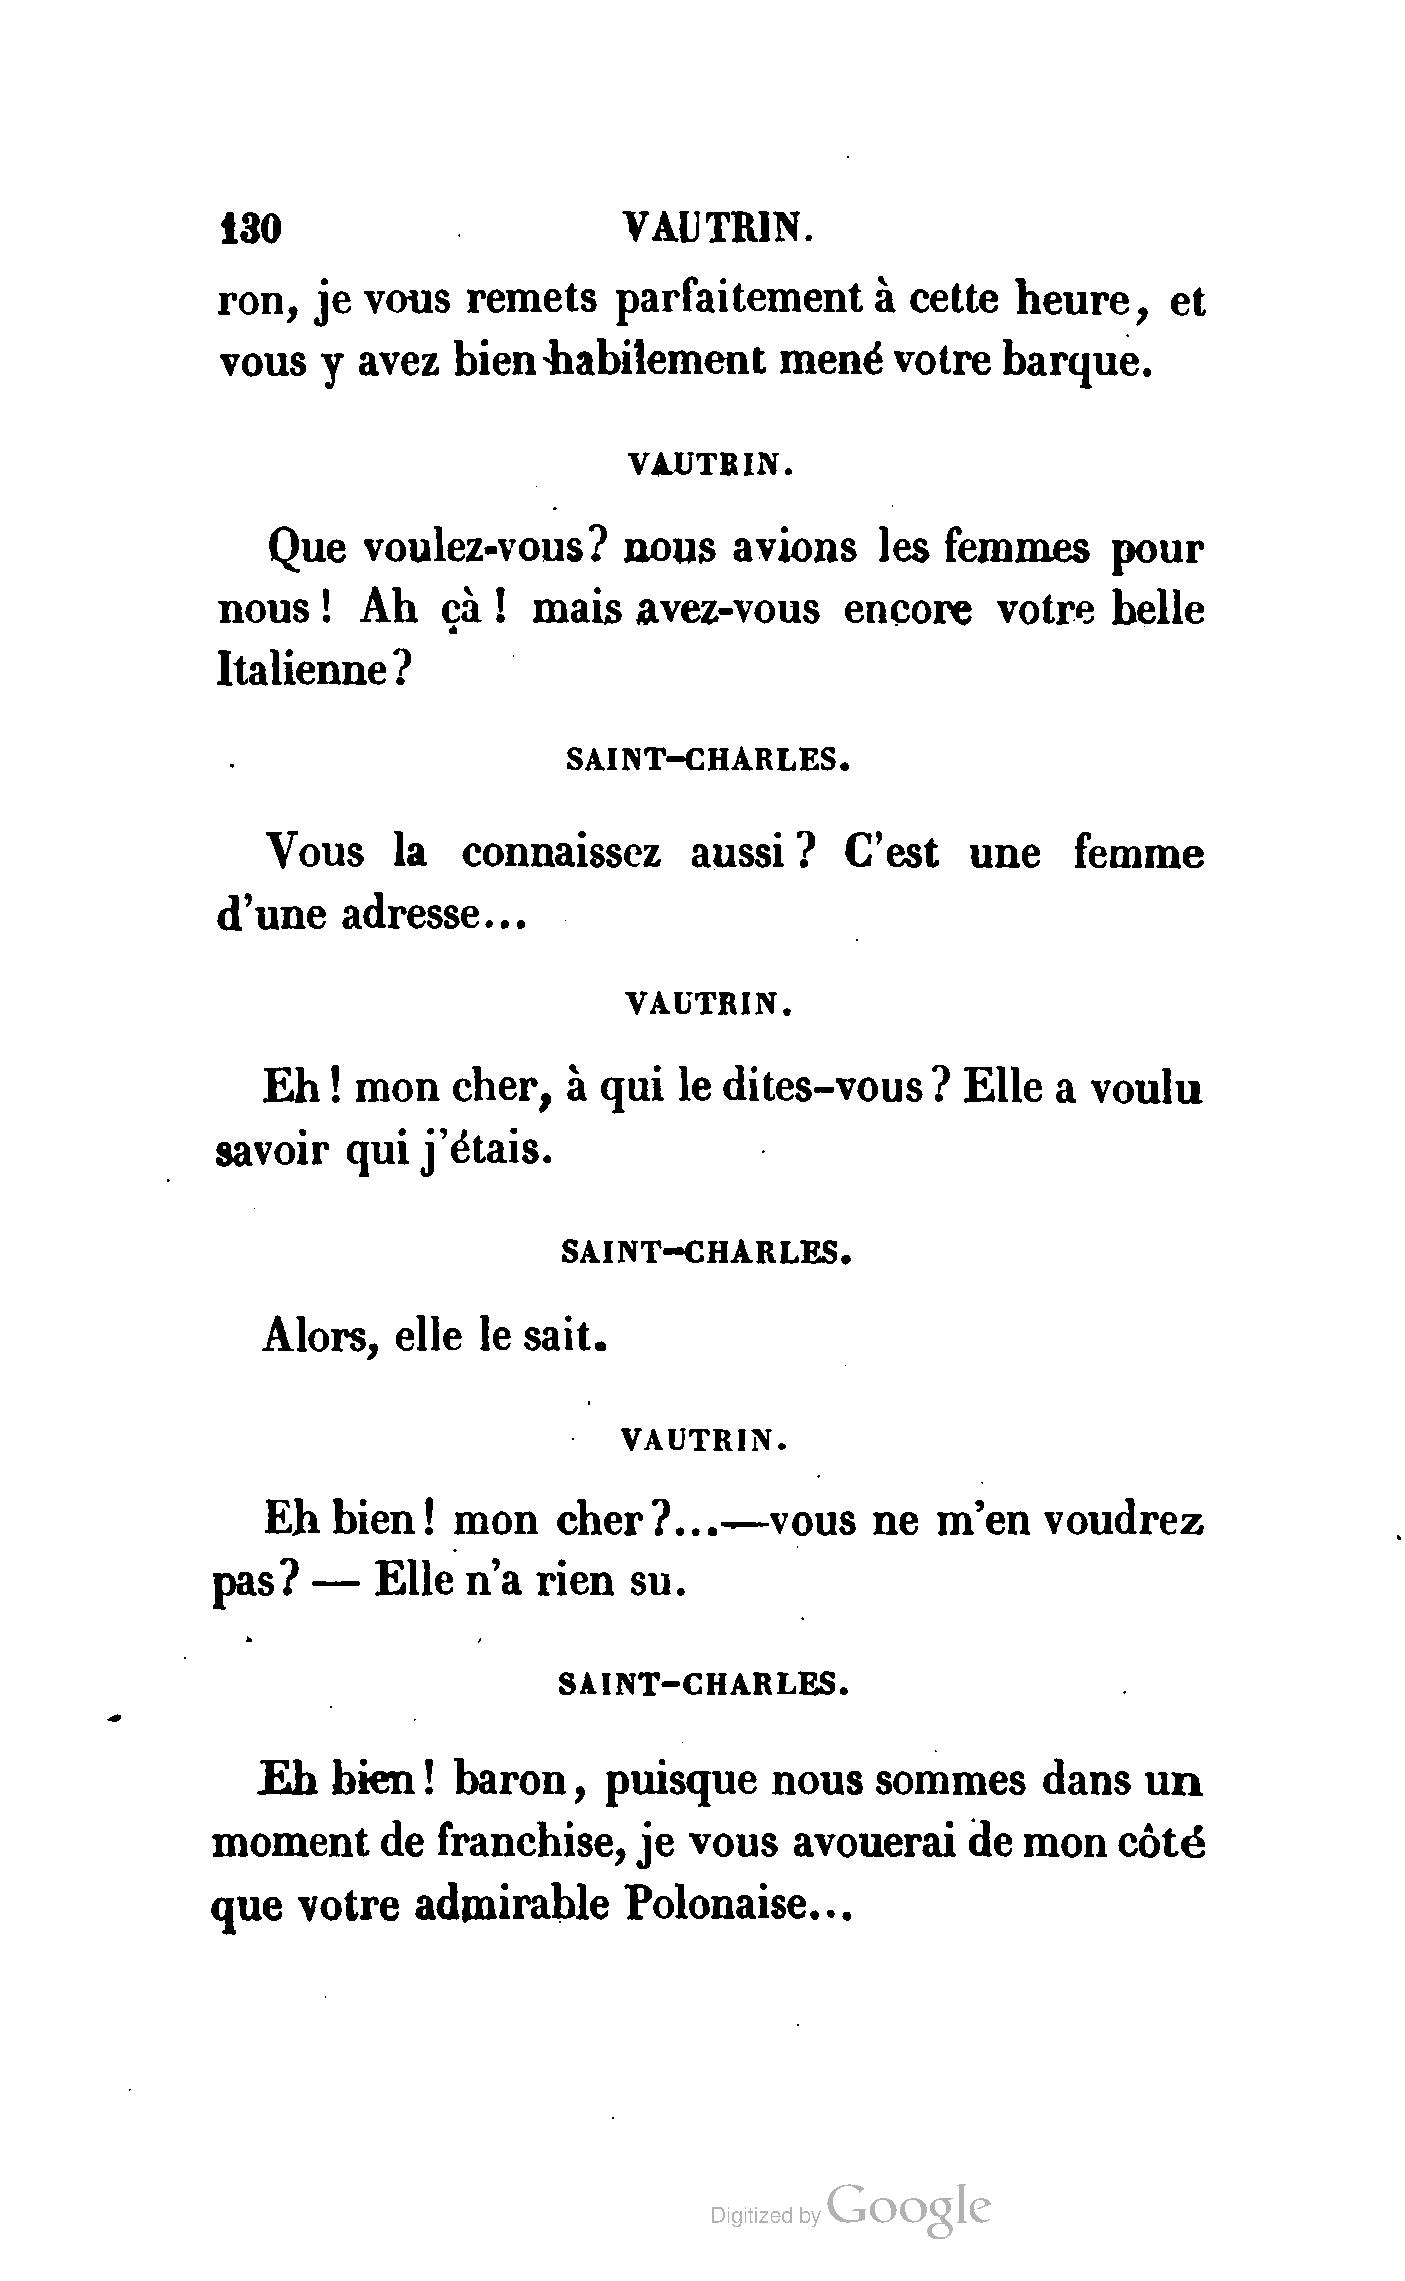 130 VAUTRIN.
ron, je vous remets parfaitement à cette heure, et
vous y avez bien habilement mené votre barque.
VAUTRIN.
Que voulez-vous? nous avions les femmes pour
nous! Ah çà! mais avez-vous encore votre belle
Italienne?
SAINT-CHARLES.
Vous la connaissez aussi? C'est une femme
d'une adresse...
VAUTRIN.
Eh! mon cher, à qui le dites-vous? Elle a voulu
savoir qui j'étais.
SAINT-CHARLES.
Alors, elle le sait.
VAUTRIN.
Eh bien! mon cher?...—vous ne m'en voudrez
pas? — Elle n'a rien su.
SAINT-CHARLES.
Eh bien! baron, puisque nous sommes dans un
moment de franchise, je vous avouerai de mon côté
que votre admirable Polonaise...
Digitized by Google